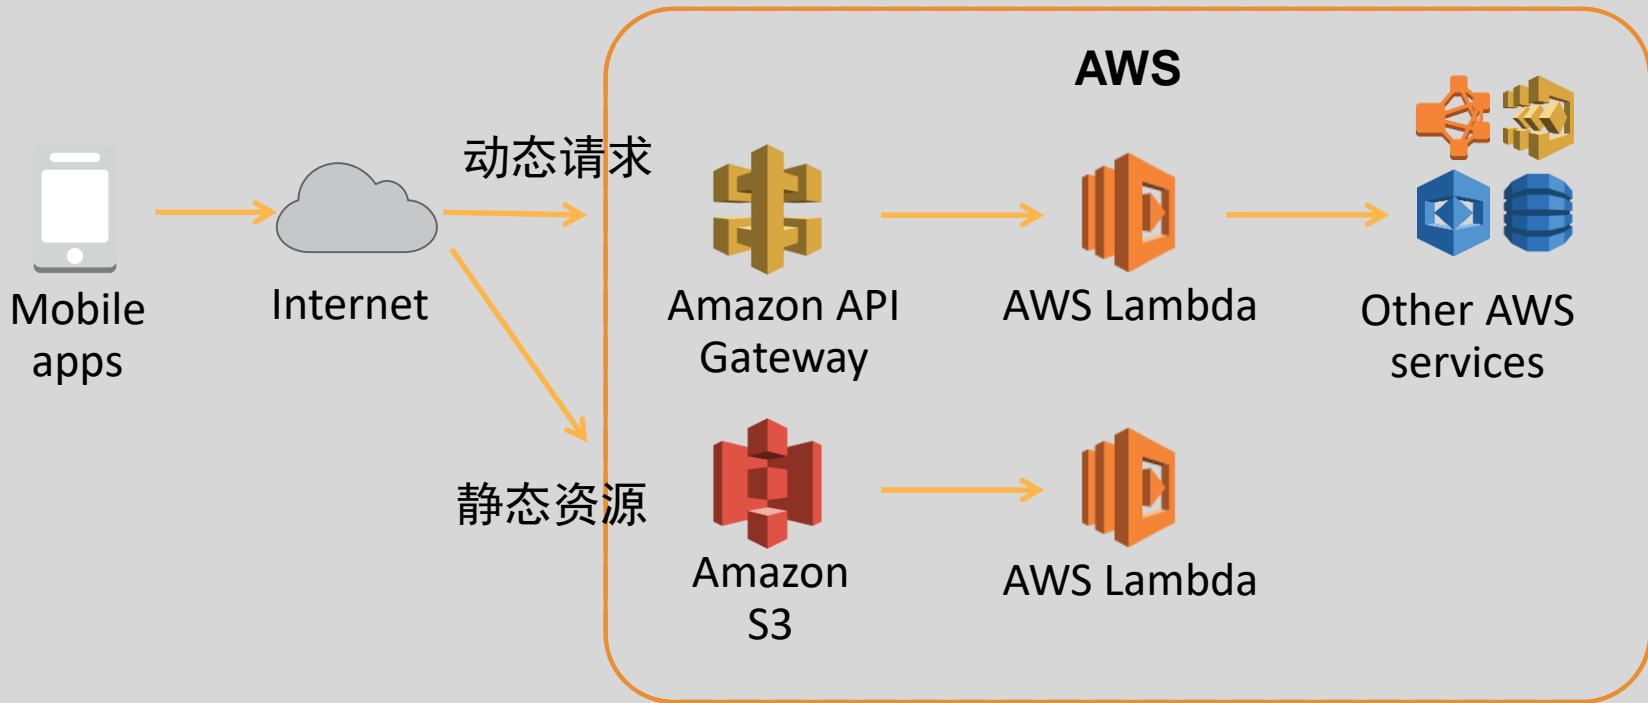 AWS
动态请求
Mobile
apps
Internet
Amazon API
Gateway
AWS Lambda
Other AWS
services
静态资源
Amazon
S3
AWS Lambda